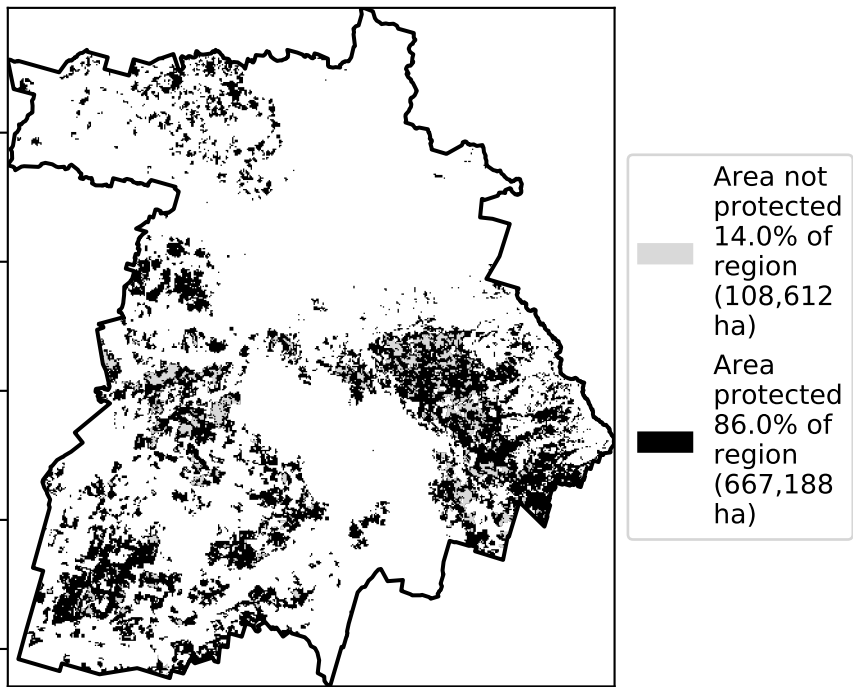 Area not
protected
14.0% of
region
(108,612
ha)
Area
protected
86.0% of
region
(667,188
ha)